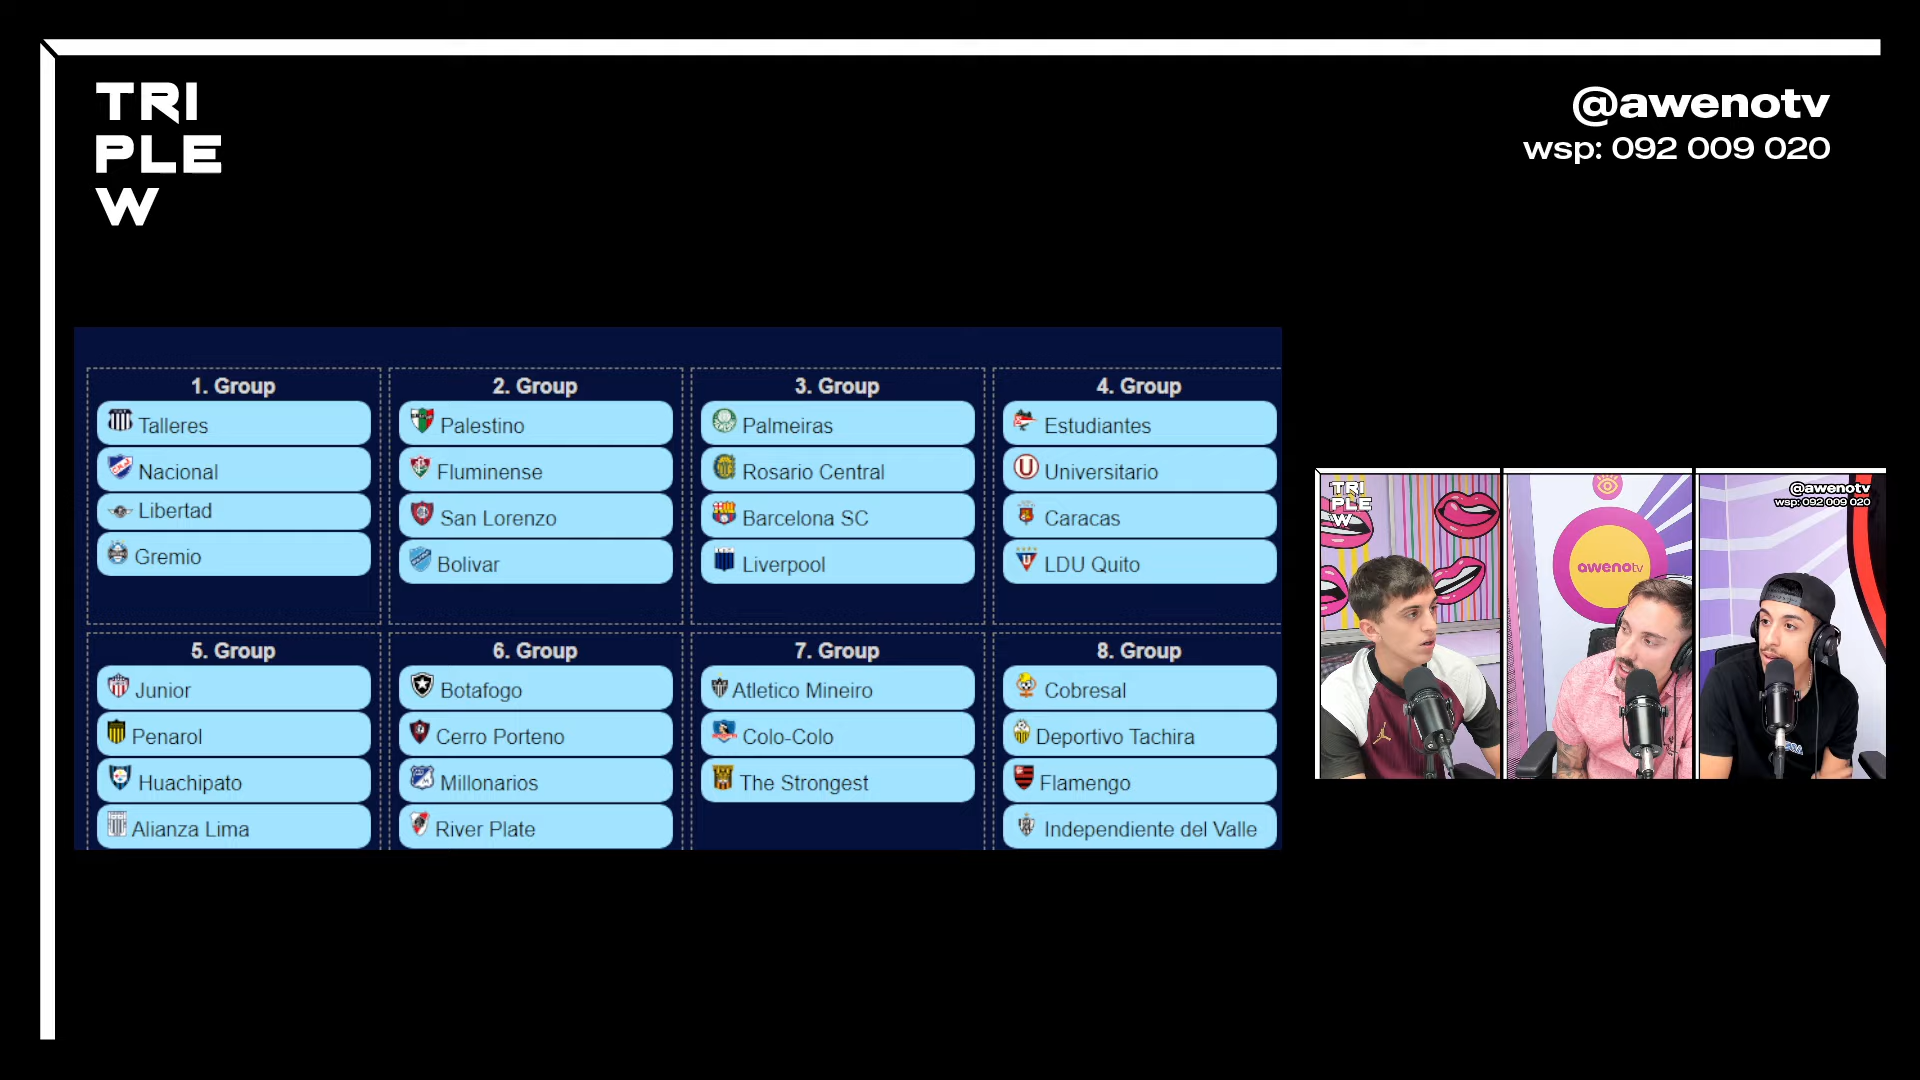 TRI
PLE
W
@awenotv
wsp: 092 009 020
1. Group
Talleres
Nacional
Libertad
Gremio
2. Group
Palestino
Fluminense
San Lorenzo
Bolivar
3. Group
Palmeiras
Rosario Central
Barcelona SC
Liverpool
4. Group
Estudiantes
Universitario
Caracas
LDU Quito
5. Group
Junior
Penarol
Huachipato
Alianza Lima
6. Group
Botafogo
Cerro Porteno
Millonarios
River Plate
7. Group
Atletico Mineiro
Colo-Colo
The Strongest
8. Group
Cobresal
Deportivo Tachira
Flamengo
Independiente del Valle
TRI
PLE
W
awenotv
@awenotv
wsp: 092 009 020